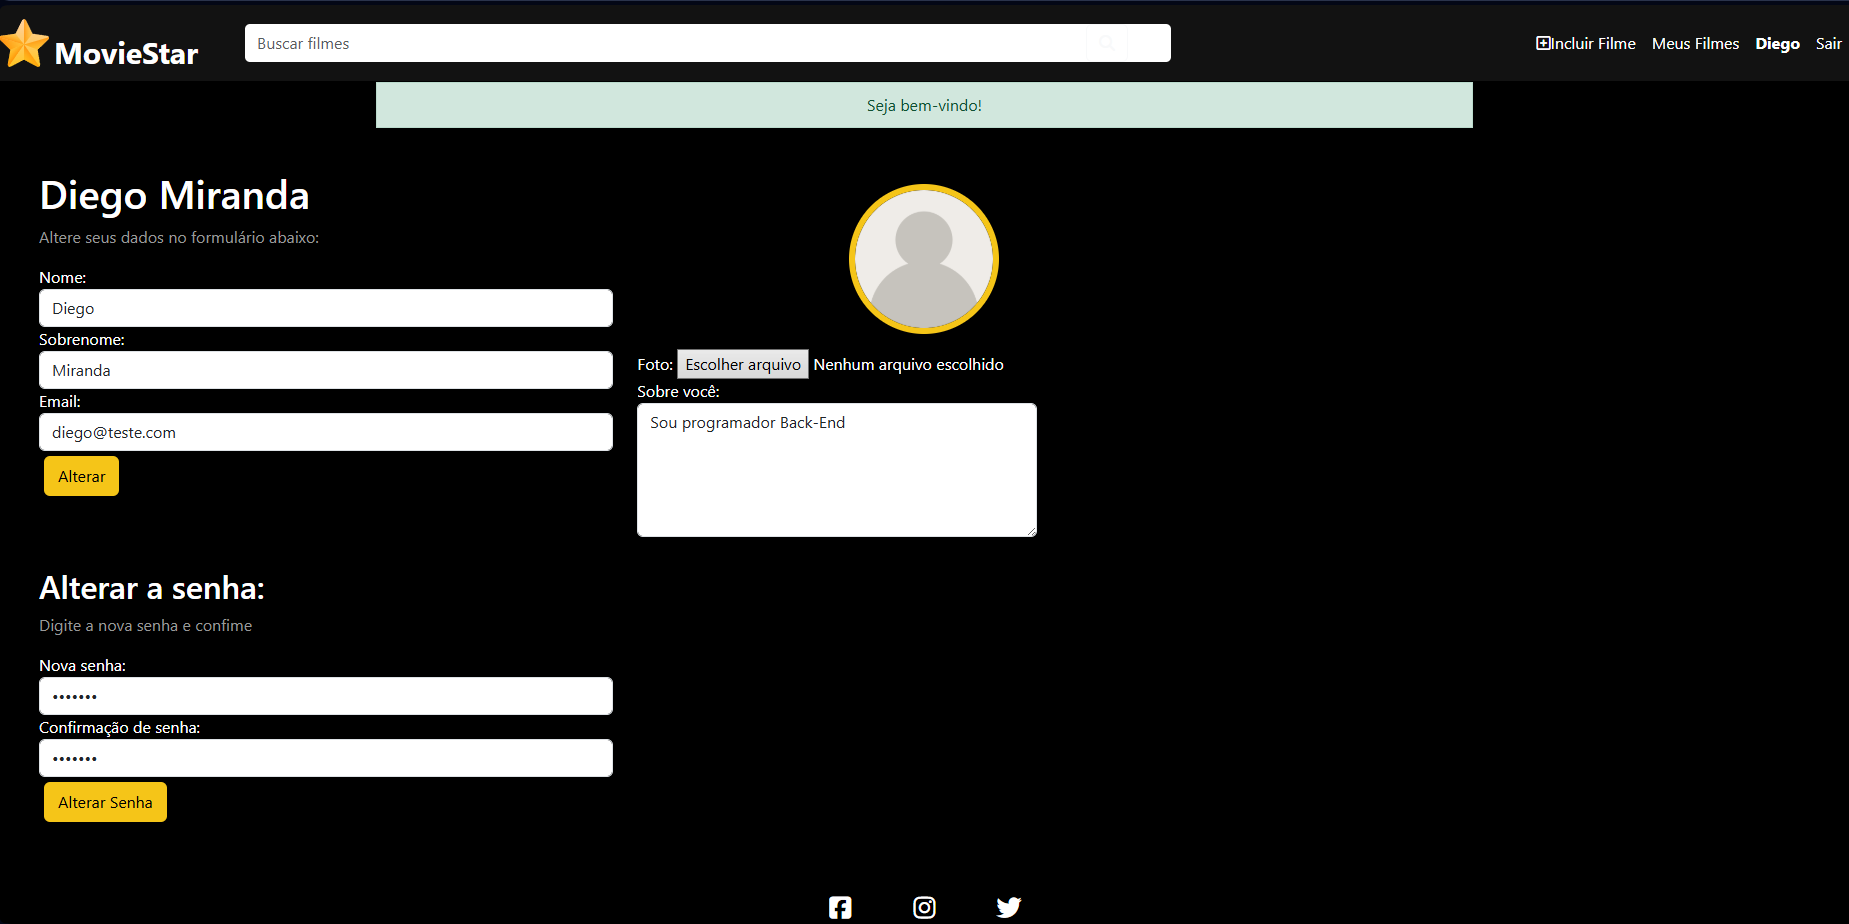 MovieStar
Buscar filmes
Incluir Filme Meus Filmes Diego Sair
Seja bem-vindo!
Diego Miranda
Altere seus dados no formulário abaixo:
Nome:
Diego
Sobrenome:
Miranda
Email:
diego@teste.com
Alterar
Foto: Escolher arquivo Nenhum arquivo escolhido
Sobre você:
Sou programador Back-End
Alterar a senha:
Digite a nova senha e confime
Nova senha:
•••••••
Confirmação de senha:
•••••••
Alterar Senha